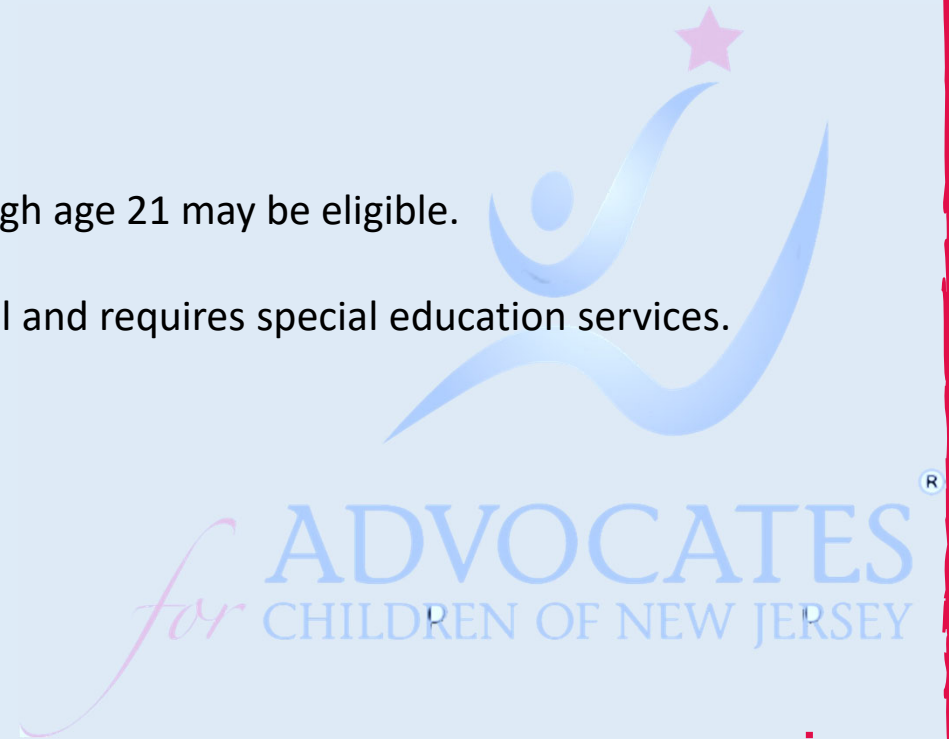 gh age 21 may be eligible.
l and requires special education services.
®
ADVOCATES
for CHILDREN OF NEW JERSEY